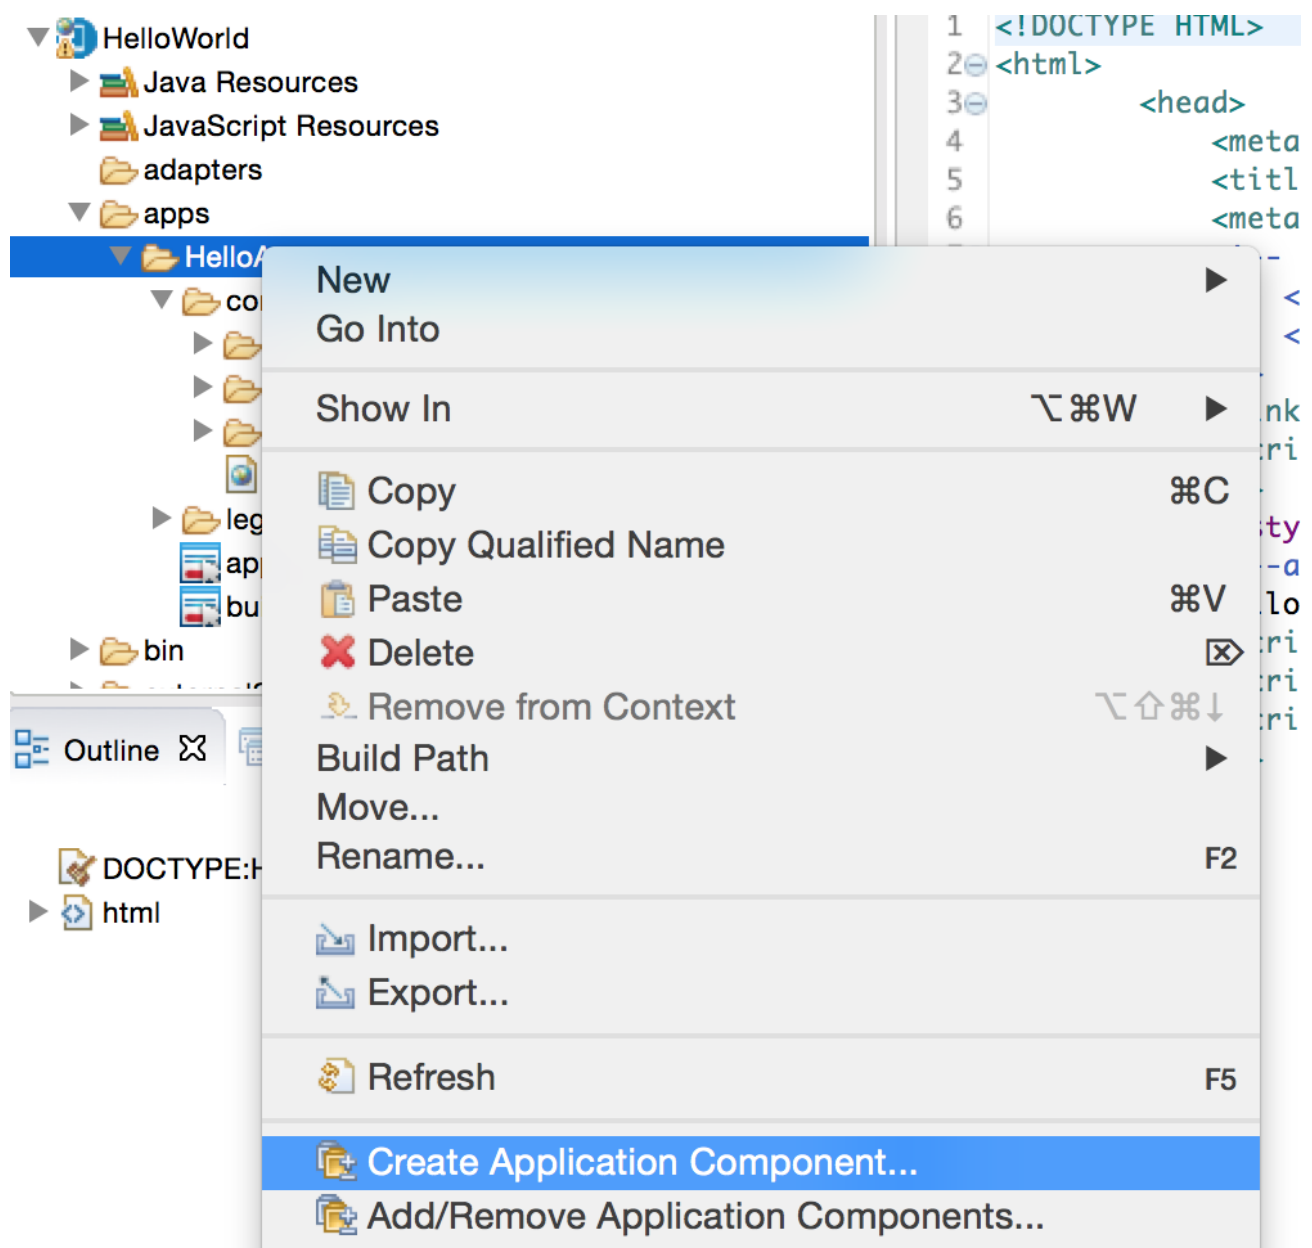 HelloWorld
Java Resources
JavaScript Resources
adapters
apps
bin
Outline
html
1 <!DOCTYPE HTML>
2 <html>
3 <head>
4 <meta
5
6 <meta
New
Go Into
Show In ⌥⌘W
Copy ⌘C
Copy Qualified Name
Paste ⌘V
Delete ⌦
Remove from Context ⌥⇧⌘↓
Build Path
Move...
Rename... F2
Import...
Export...
Refresh F5
Create Application Component...
Add/Remove Application Components...